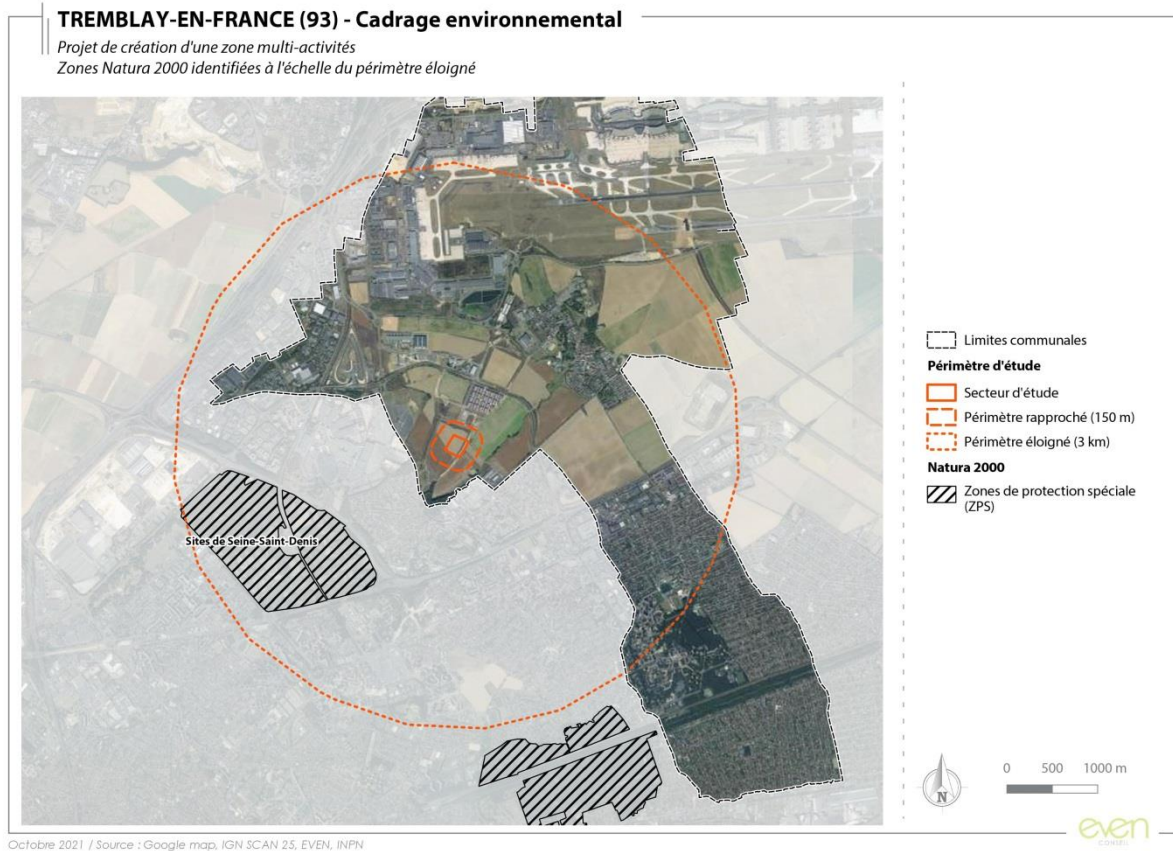 TREMBLAY-EN-FRANCE (93) - Cadrage environnemental
Projet de création d'une zone multi-activités
Zones Natura 2000 identifiées à l'échelle du périmètre éloigné
Limites communales
Périmètre d'étude
Secteur d'étude
Périmètre rapproché (150 m)
Périmètre éloigné (3 km)
Natura 2000
Zones de protection spéciale
(ZPS)
Sites de Seine-Saint-Denis
N
0 500 1000 m
even
CONSEIL
Octobre 2021 / Source : Google map, IGN SCAN 25, EVEN, INPN